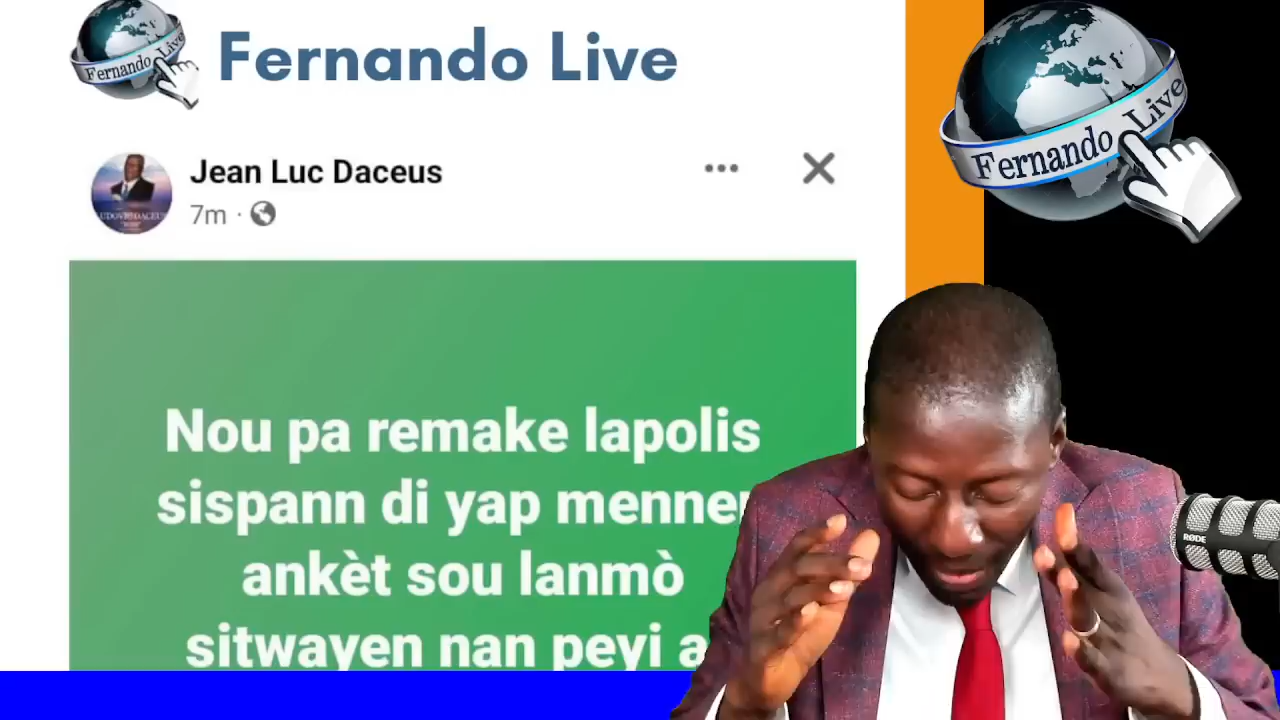 Fernando Live
Fernando Live
Fernando Live
Jean Luc Daceus
7m ·
Nou pa remake lapolis
sispann di yap
ankèt sou lanmò
sitwayen nan peyi a
RØDE